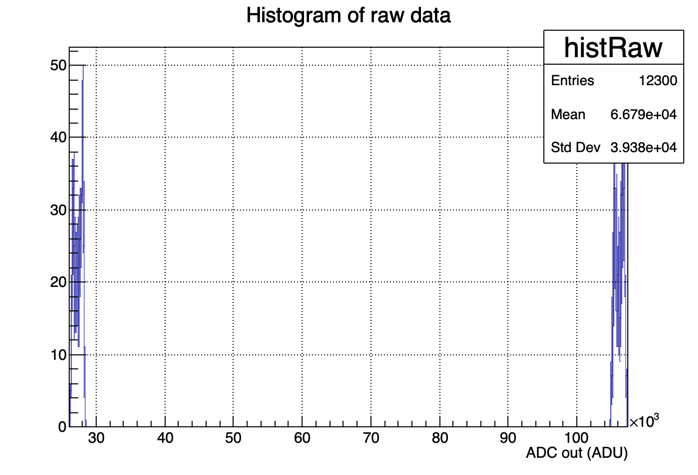 Histogram of raw data
histRaw
Entries 12300
Mean 6.679e+04
Std Dev 3.938e+04
50
40
30
20
10
0
30 40 50 60 70 80 90 100
×10³
ADC out (ADU)